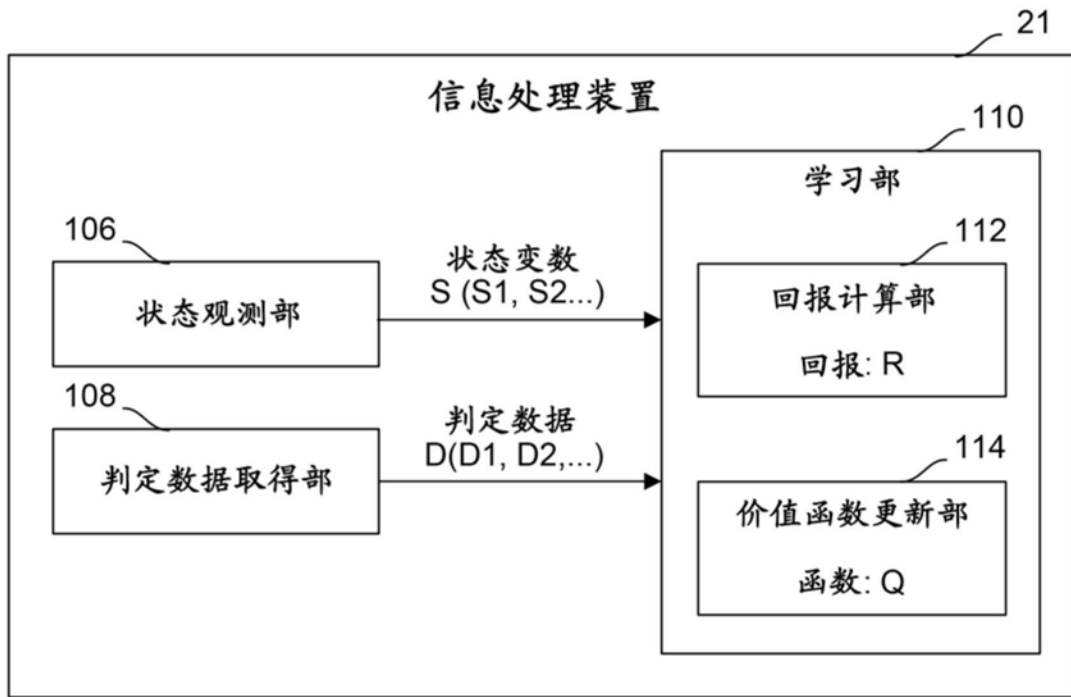 21
信息处理装置
110
学习部
106
状态观测部
状态变数
S (S1, S2...)
112
回报计算部
回报: R
108
判定数据取得部
判定数据
D(D1, D2,...)
114
价值函数更新部
函数: Q